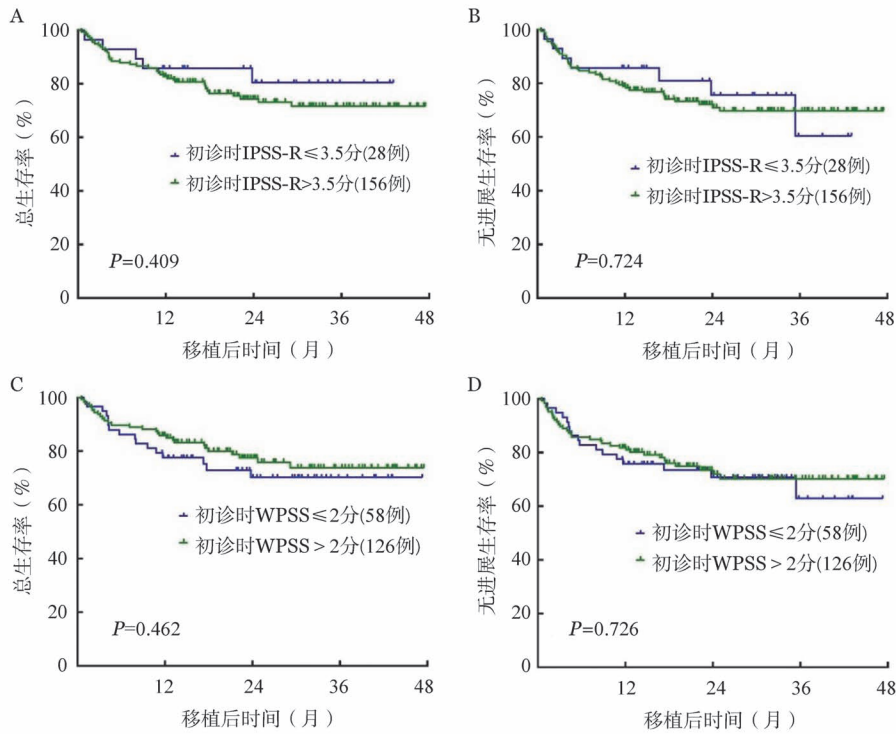 A
100
80
60
40
20
0
总生存率（%）
初诊时IPSS-R≤3.5分(28例)
初诊时IPSS-R>3.5分(156例)
P=0.409
12 24 36 48
移植后时间（月）
B
100
80
60
40
20
0
无进展生存率（%）
初诊时IPSS-R≤3.5分(28例)
初诊时IPSS-R>3.5分(156例)
P=0.724
12 24 36 48
移植后时间（月）
C
100
80
60
40
20
0
总生存率（%）
初诊时WPSS≤2分(58例)
初诊时WPSS＞2分(126例)
P=0.462
12 24 36 48
移植后时间（月）
D
100
80
60
40
20
0
无进展生存率（%）
初诊时WPSS≤2分(58例)
初诊时WPSS＞2分(126例)
P=0.726
12 24 36 48
移植后时间（月）